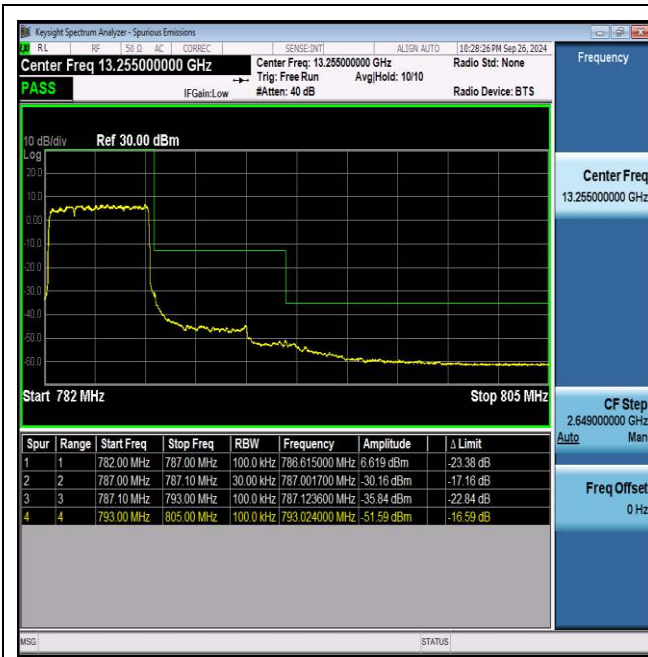 Keysight Spectrum Analyzer - Spurious Emissions
RL RF 50 Ω AC CORREC SENSE:INT ALIGN AUTO 10:28:26 PM Sep 26, 2024
Center Freq 13.255000000 GHz
Center Freq: 13.255000000 GHz
Radio Std: None
PASS
Trig: Free Run Avg|Hold: 10/10
IFGain:Low
#Atten: 40 dB
Radio Device: BTS
10 dB/div Ref 30.00 dBm
Log
20.0
10.0
0.00
-10.0
-20.0
-30.0
-40.0
-50.0
-60.0
Start 782 MHz Stop 805 MHz
Spur Range Start Freq Stop Freq RBW Frequency Amplitude Δ Limit
1 1 782.00 MHz 787.00 MHz 100.0 kHz 786.615000 MHz 6.619 dBm -23.38 dB
2 2 787.00 MHz 787.10 MHz 30.00 kHz 787.001700 MHz -30.16 dBm -17.16 dB
3 3 787.10 MHz 793.00 MHz 100.0 kHz 787.123600 MHz -35.84 dBm -22.84 dB
4 4 793.00 MHz 805.00 MHz 100.0 kHz 793.024000 MHz -51.59 dBm -16.59 dB
MSG STATUS
Frequency
Center Freq
13.255000000 GHz
CF Step
2.649000000 GHz
Auto Man
Freq Offset
0 Hz